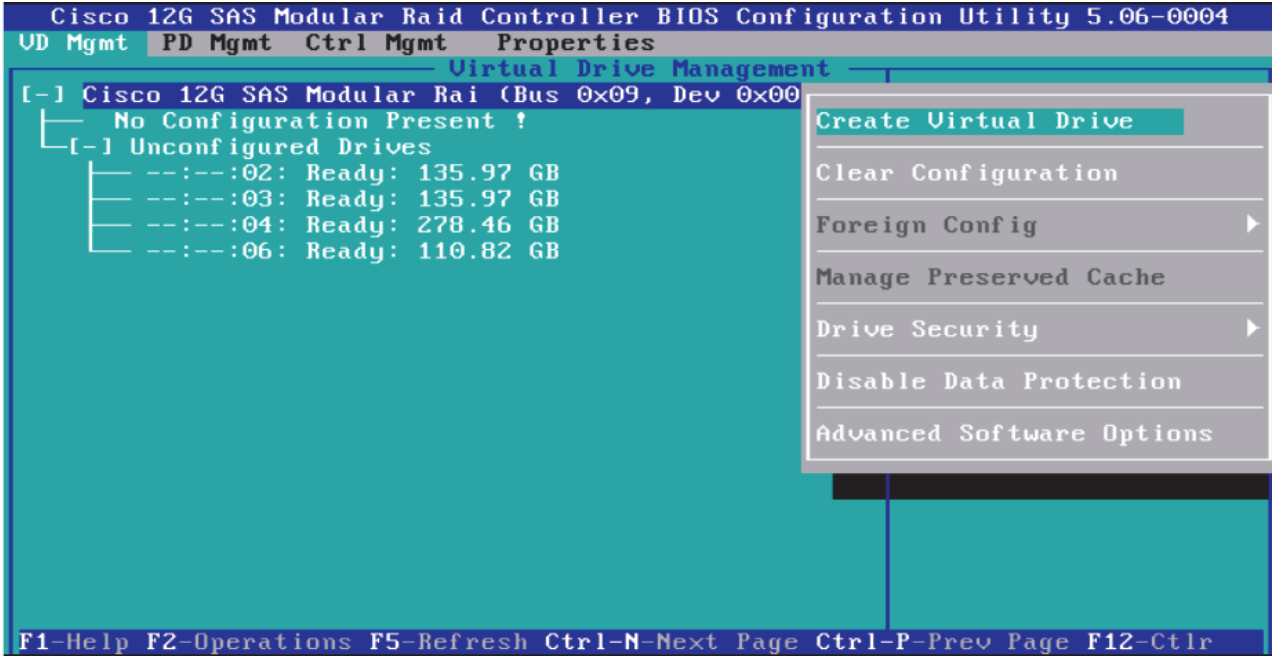 Cisco 12G SAS Modular Raid Controller BIOS Configuration Utility 5.06-0004
VD Mgmt PD Mgmt Ctrl Mgmt Properties
Virtual Drive Management
[-] Cisco 12G SAS Modular Rai (Bus 0x09, Dev 0x00
No Configuration Present !
[-] Unconfigured Drives
--:--:02: Ready: 135.97 GB
--:--:03: Ready: 135.97 GB
--:--:04: Ready: 278.46 GB
--:--:06: Ready: 110.82 GB
Create Virtual Drive
Clear Configuration
Foreign Config
Manage Preserved Cache
Drive Security
Disable Data Protection
Advanced Software Options
F1-Help F2-Operations F5-Refresh Ctrl-N-Next Page Ctrl-P-Prev Page F12-Ctlr